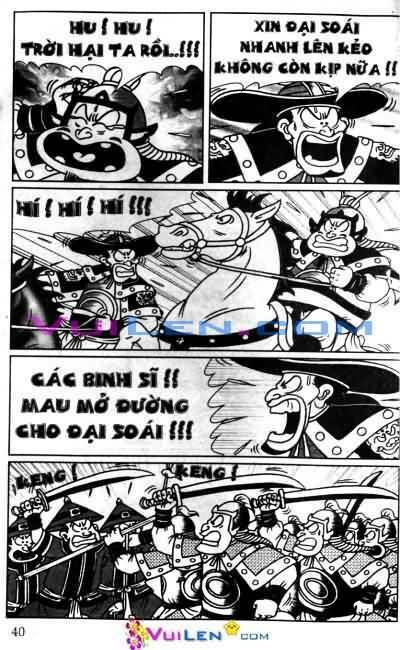 HU! HU!
TRỜI HẠI TA RỒI..!!!
XIN ĐẠI SOÁI
NHANH LÊN KẺO
KHÔNG CÒN KỊP NỮA!!
HÍ! HÍ! HÍ!!!
VUILEN.COM
CÁC BINH SĨ!!
MAU MỞ ĐƯỜNG
CHO ĐẠI SOÁI!!!
KENG!
KENG!
40
VUILEN.COM